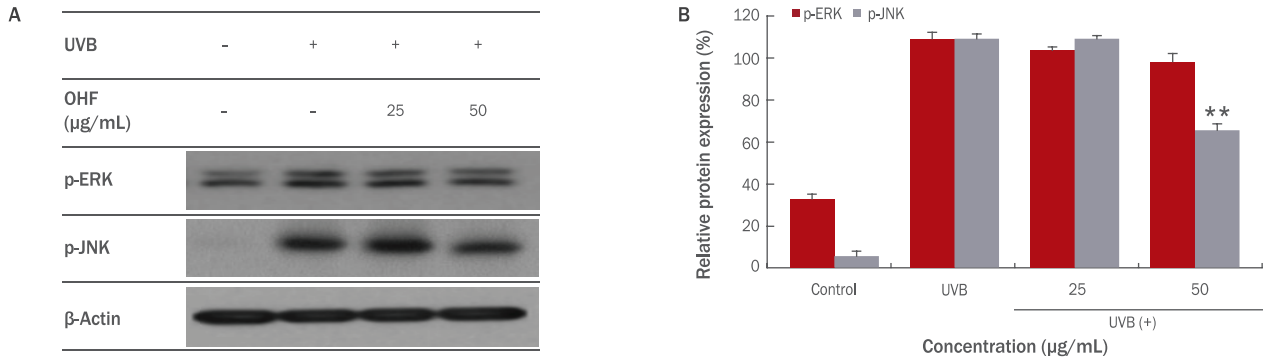 A
UVB - + + +
OHF (μg/mL) - - 25 50
p-ERK
p-JNK
β-Actin
B
p-ERK p-JNK
Relative protein expression (%)
120
100
80
60
40
20
0
**
Control UVB 25 50
UVB (+)
Concentration (μg/mL)